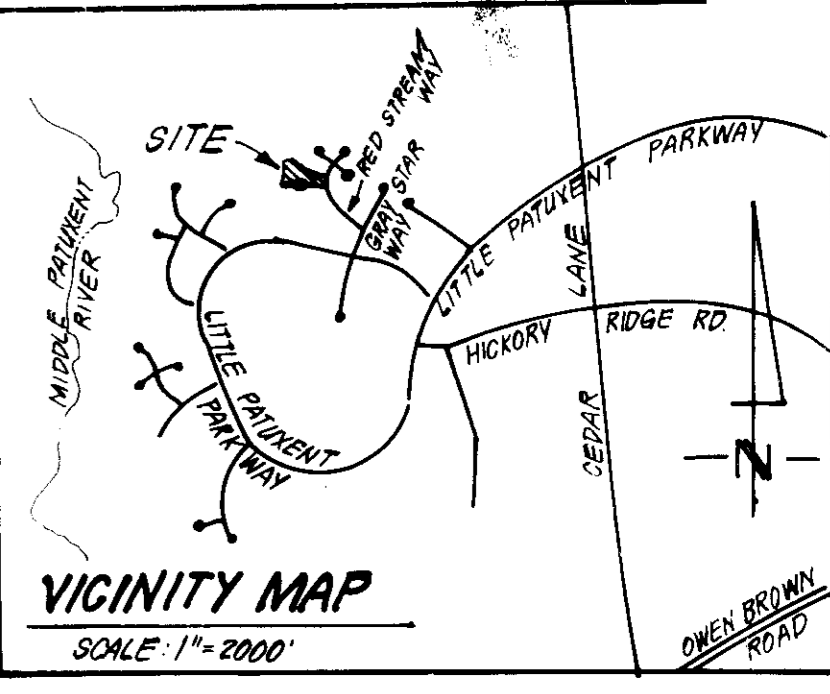 SITE
RED STREAM
WAY
GRAY STAR
WAY
LITTLE PATUXENT PARKWAY
MIDDLE PATUXENT
RIVER
LANE
CEDAR
HICKORY RIDGE RD.
LITTLE PATUXENT
PARKWAY
N
VICINITY MAP
SCALE: 1"=2000'
OWEN BROWN
ROAD